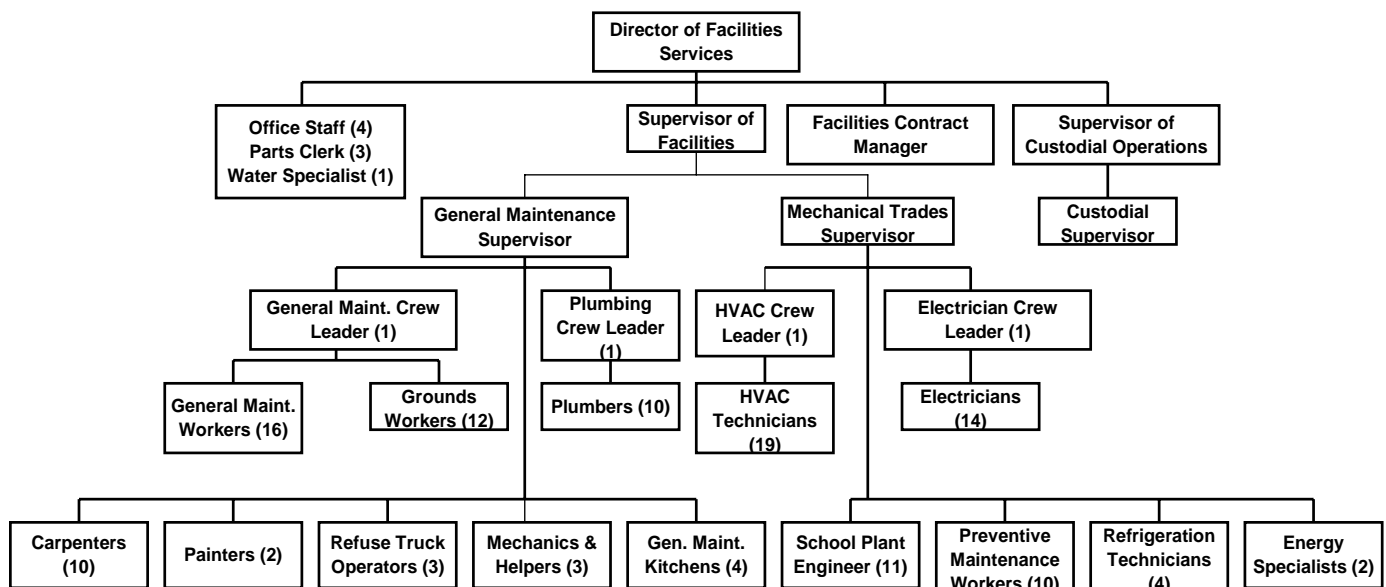 Director of Facilities
Services
Office Staff (4)
Parts Clerk (3)
Water Specialist (1)
Supervisor of
Facilities
Facilities Contract
Manager
Supervisor of
Custodial Operations
General Maintenance
Supervisor
Mechanical Trades
Supervisor
Custodial
Supervisor
General Maint. Crew
Leader (1)
Plumbing
Crew Leader
(1)
HVAC Crew
Leader (1)
Electrician Crew
Leader (1)
General Maint.
Workers (16)
Grounds
Workers (12)
Plumbers (10)
HVAC
Technicians
(19)
Electricians
(14)
Carpenters
(10)
Painters (2)
Refuse Truck
Operators (3)
Mechanics &
Helpers (3)
Gen. Maint.
Kitchens (4)
School Plant
Engineer (11)
Preventive
Maintenance
Workers (10)
Refrigeration
Technicians
(4)
Energy
Specialists (2)